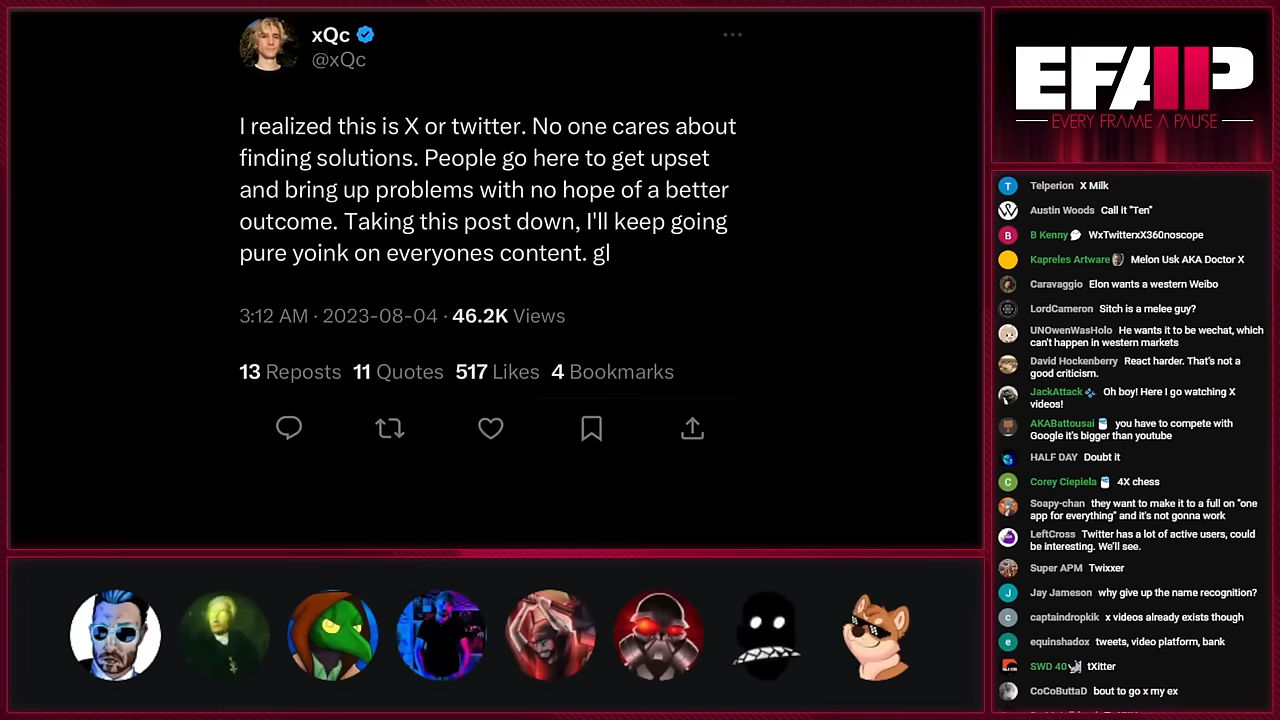 xQc
@xQc
I realized this is X or twitter. No one cares about
finding solutions. People go here to get upset
and bring up problems with no hope of a better
outcome. Taking this post down, I'll keep going
pure yoink on everyones content. gl
3:12 AM · 2023-08-04 · 46.2K Views
13 Reposts 11 Quotes 517 Likes 4 Bookmarks
EFAP
EVERY FRAME A PAUSE
T Telperion X Milk
Austin Woods Call it "Ten"
B B Kenny WxTwitterxX360noscope
Kapreles Artware Melon Usk AKA Doctor X
Caravaggio Elon wants a western Weibo
LordCameron Sitch is a melee guy?
UNOwenWasHolo He wants it to be wechat, which
can't happen in western markets
David Hockenberry React harder. That's not a
good criticism.
JackAttack Oh boy! Here I go watching X
videos!
AKABattousai you have to compete with
Google it's bigger than youtube
HALF DAY Doubt it
C Corey Ciepiela 4X chess
Soapy-chan they want to make it to a full on "one
app for everything" and it's not gonna work
LeftCross Twitter has a lot of active users, could
be interesting. We'll see.
Super APM Twixxer
J Jay Jameson why give up the name recognition?
c captaindropkik x videos already exists though
e equinshadox tweets, video platform, bank
SWD 40 tXitter
CoCoButtaD bout to go x my ex